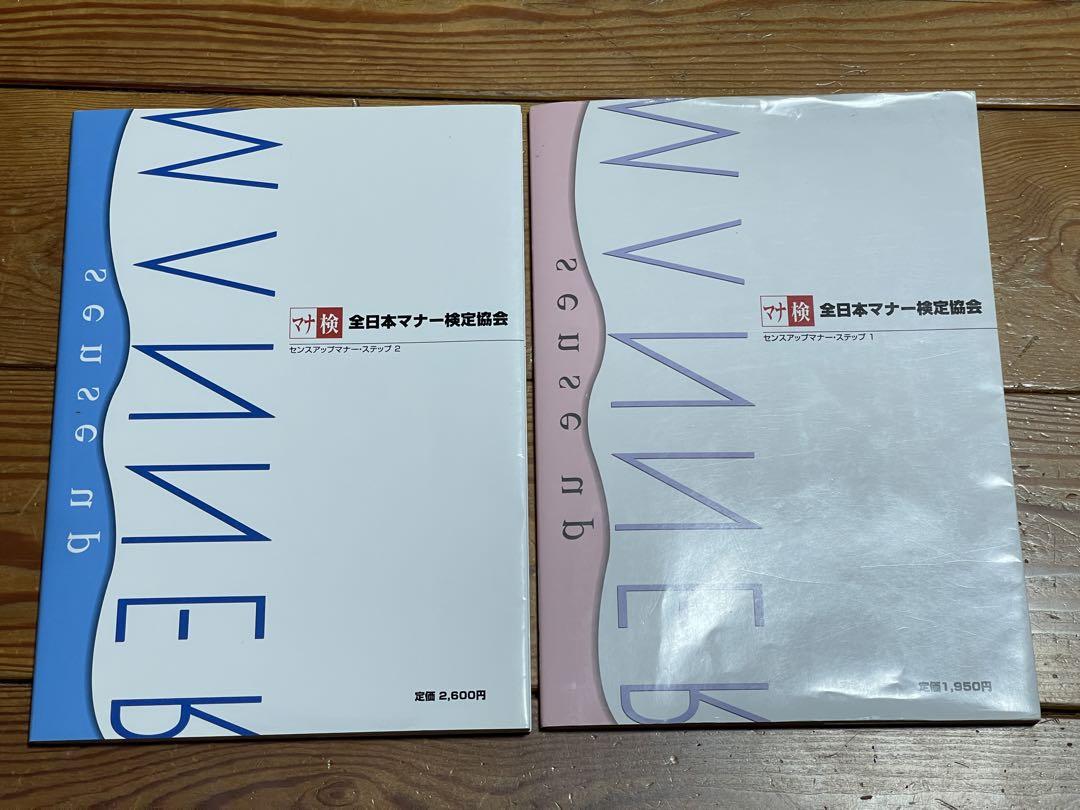 MANNER
sense up
マナ検 全日本マナー検定協会
センスアップマナー・ステップ 2
定価 2,600円
MANNER
sense up
マナ検 全日本マナー検定協会
センスアップマナー・ステップ 1
定価1,950円